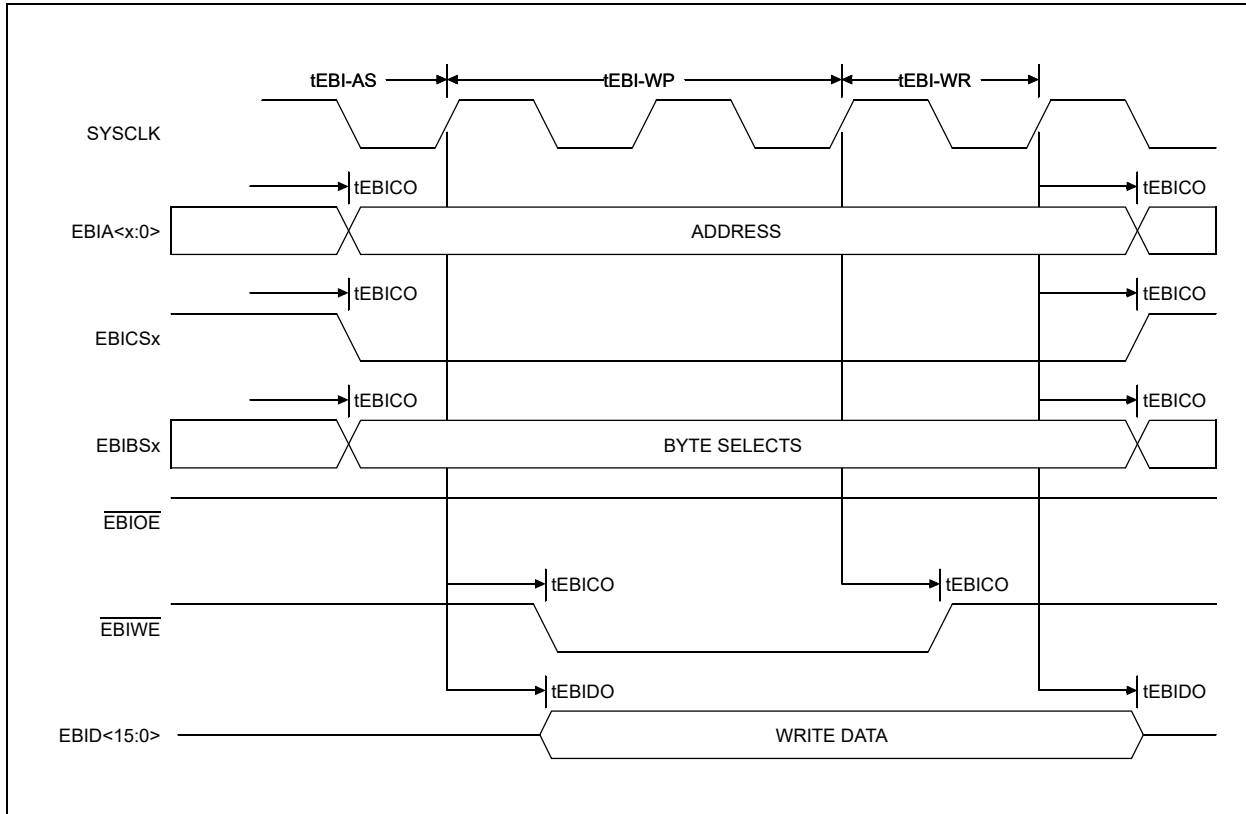 tEBI-AS tEBI-WP tEBI-WR
SYSCLK
tEBICO tEBICO
EBIA<x:0> ADDRESS
tEBICO tEBICO
EBICSx
tEBICO tEBICO
EBIBSx BYTE SELECTS
EBIOE
tEBICO tEBICO
EBIWE
tEBIDO tEBIDO
EBID<15:0> WRITE DATA